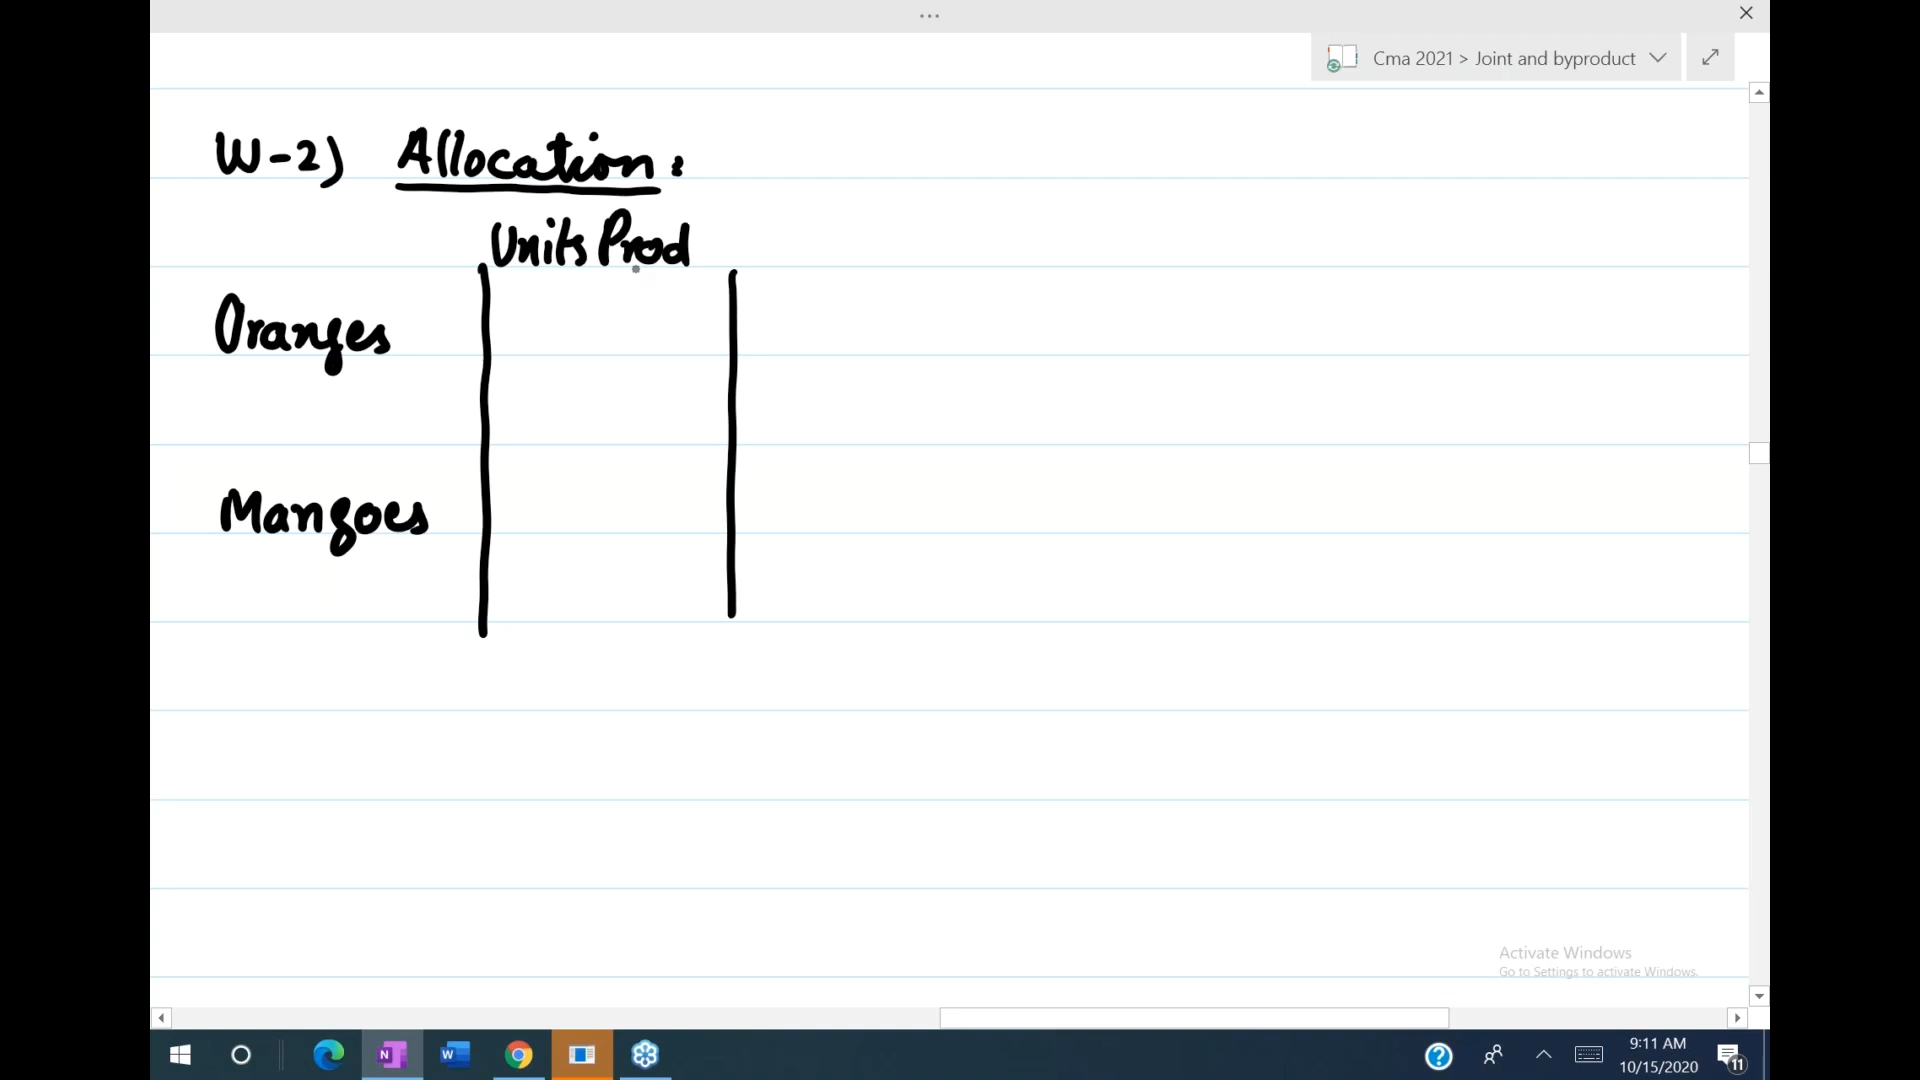 Cma 2021 > Joint and byproduct
W-2) Allocation:
Units Prod
Oranges
Mangoes
Activate Windows
Go to Settings to activate Windows.
9:11 AM
10/15/2020
11